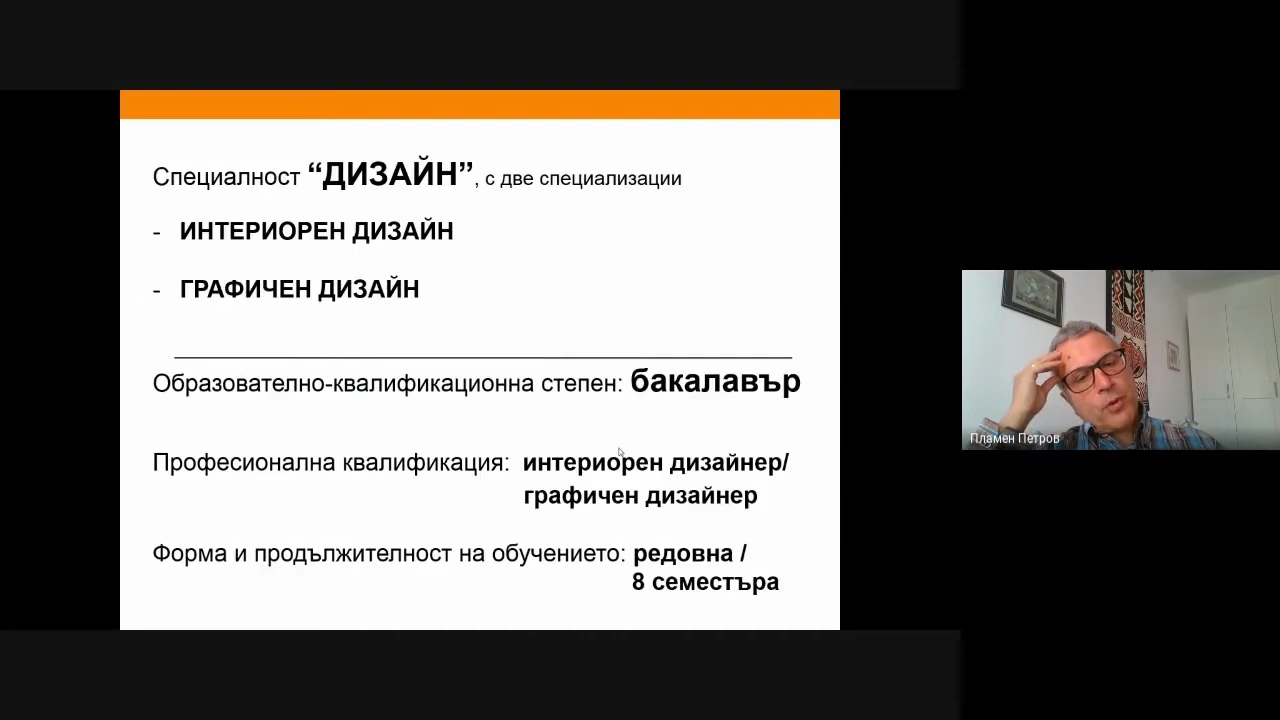 Специалност “ДИЗАЙН”, с две специализации
- ИНТЕРИОРЕН ДИЗАЙН
- ГРАФИЧЕН ДИЗАЙН
Образователно-квалификационна степен: бакалавър
Професионална квалификация: интериорен дизайнер/
графичен дизайнер
Форма и продължителност на обучението: редовна /
8 семестъра
Пламен Петров